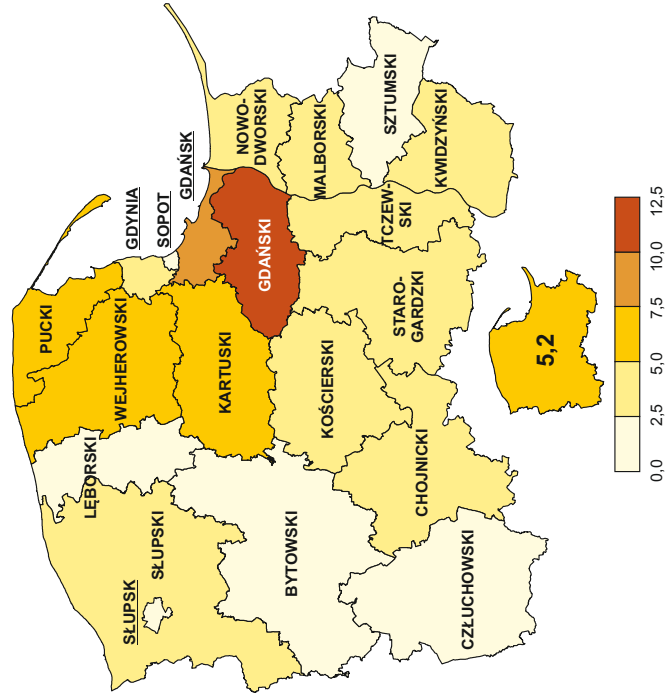 PUCKI
GDYNIA
SOPOT
GDAŃSK
WEJHEROWSKI
LĘBORSKI
SŁUPSK
SŁUPSKI
KARTUSKI
GDAŃSKI
NOWO-
DWORSKI
MALBORSKI
SZTUMSKI
KWIDZYŃSKI
TCZEW-
SKI
STARO-
GARDZKI
KOŚCIERSKI
BYTOWSKI
CHOJNICKI
CZŁUCHOWSKI
5,2
0,0 2,5 5,0 7,5 10,0 12,5